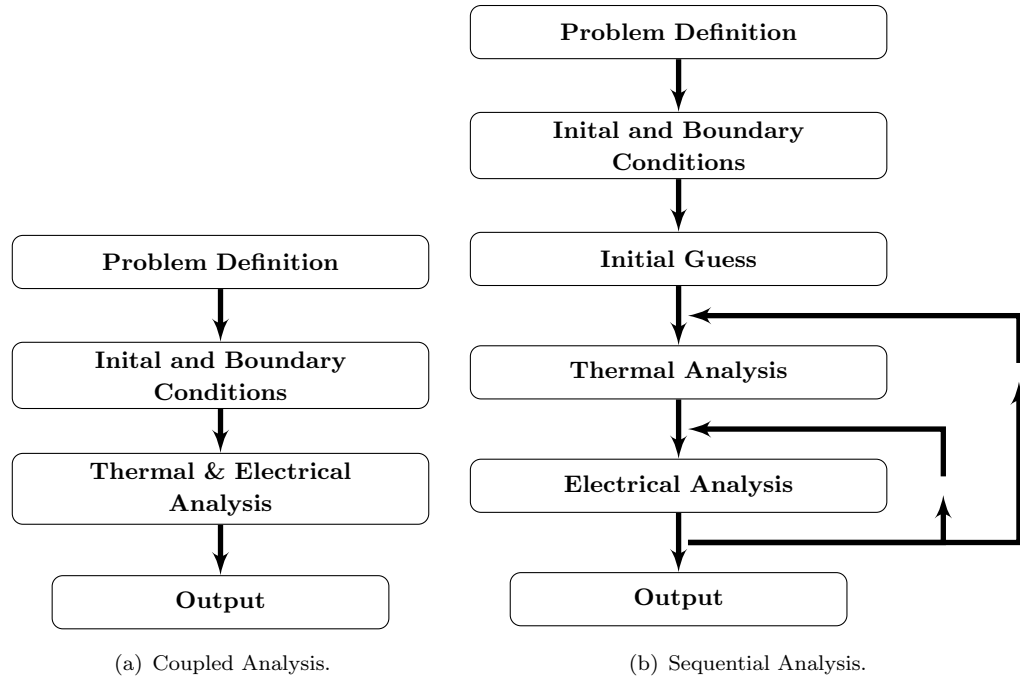 Problem Definition
Inital and Boundary
Conditions
Thermal & Electrical
Analysis
Output
(a) Coupled Analysis.
Problem Definition
Inital and Boundary
Conditions
Initial Guess
Thermal Analysis
Electrical Analysis
Output
(b) Sequential Analysis.